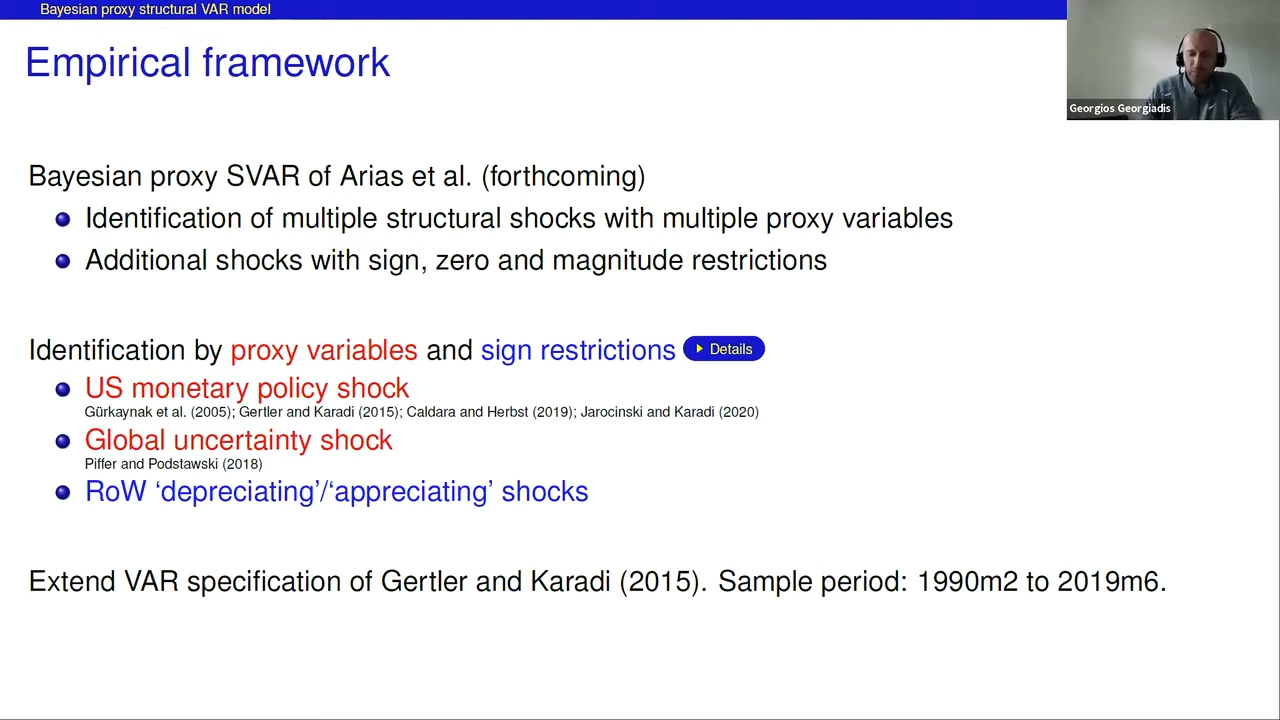 Bayesian proxy structural VAR model
Empirical framework
Georgios Georgiadis
Bayesian proxy SVAR of Arias et al. (forthcoming)
Identification of multiple structural shocks with multiple proxy variables
Additional shocks with sign, zero and magnitude restrictions
Identification by proxy variables and sign restrictions Details
US monetary policy shock
Gürkaynak et al. (2005); Gertler and Karadi (2015); Caldara and Herbst (2019); Jarocinski and Karadi (2020)
Global uncertainty shock
Piffer and Podstawski (2018)
RoW ‘depreciating’/‘appreciating’ shocks
Extend VAR specification of Gertler and Karadi (2015). Sample period: 1990m2 to 2019m6.